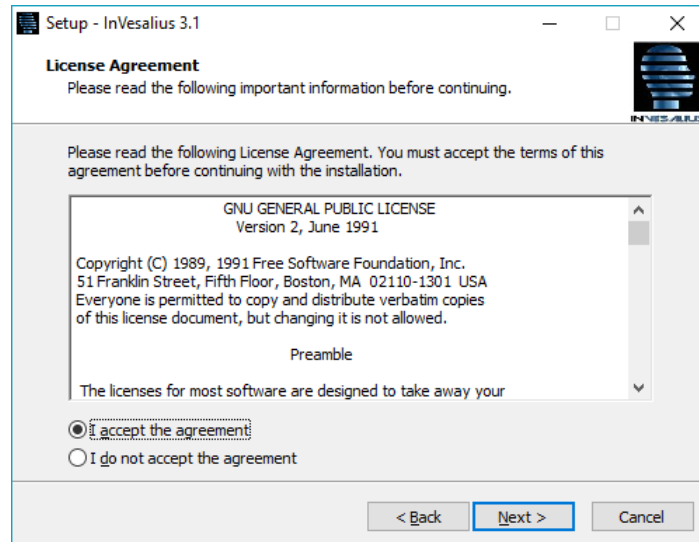 Setup - InVesalius 3.1
License Agreement
Please read the following important information before continuing.
INVESALIUS
Please read the following License Agreement. You must accept the terms of this
agreement before continuing with the installation.
GNU GENERAL PUBLIC LICENSE
Version 2, June 1991
Copyright (C) 1989, 1991 Free Software Foundation, Inc.
51 Franklin Street, Fifth Floor, Boston, MA 02110-1301 USA
Everyone is permitted to copy and distribute verbatim copies
of this license document, but changing it is not allowed.
Preamble
The licenses for most software are designed to take away your
I accept the agreement
I do not accept the agreement
< Back
Next >
Cancel